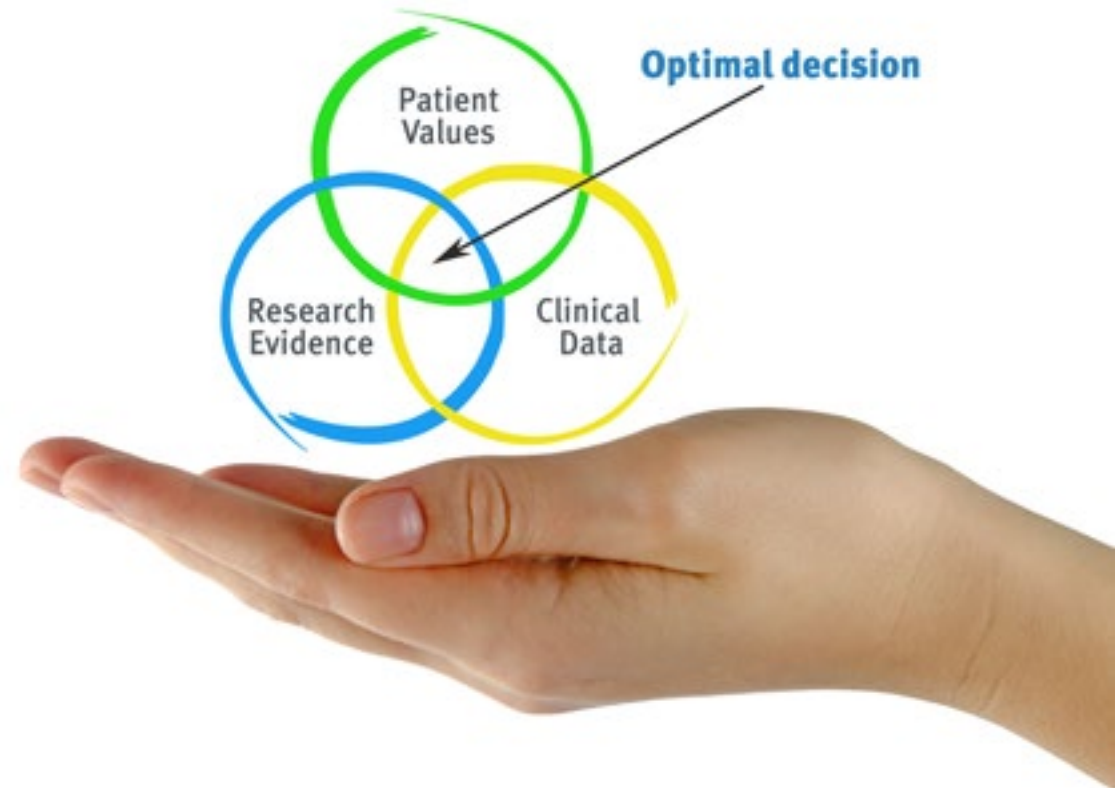 Optimal decision
Patient
Values
Research
Evidence
Clinical
Data